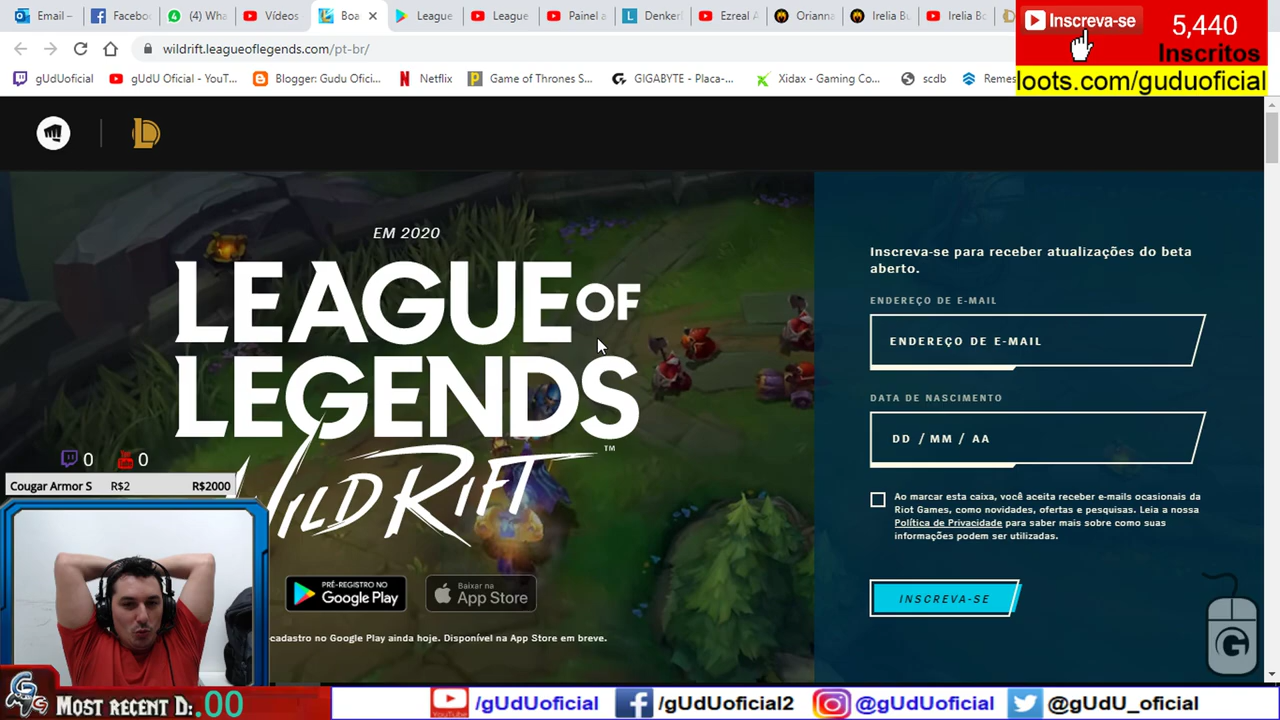 Email –
Facebo
(4) Wha
Vídeos
Boa
League
League
Painel a
Denkeri
Ezreal A
Orianna
Irelia Bu
Irelia Bo
wildrift.leagueoflegends.com/pt-br/
gUdUoficial
gUdU Oficial - YouT...
Blogger: Gudu Ofici...
Netflix
Game of Thrones S...
GIGABYTE - Placa-...
Xidax - Gaming Co...
scdb
Remes
Inscreva-se
5,440
Inscritos
loots.com/guduoficial
EM 2020
LEAGUE OF
LEGENDS
™
WILD RIFT
PRÉ-REGISTRO NO
Google Play
Baixar na
App Store
cadastro no Google Play ainda hoje. Disponível na App Store em breve.
Inscreva-se para receber atualizações do beta
aberto.
ENDEREÇO DE E-MAIL
ENDEREÇO DE E-MAIL
DATA DE NASCIMENTO
DD / MM / AA
Ao marcar esta caixa, você aceita receber e-mails ocasionais da
Riot Games, como novidades, ofertas e pesquisas. Leia a nossa
Política de Privacidade para saber mais sobre como suas
informações podem ser utilizadas.
INSCREVA-SE
0
0
Cougar Armor S R$2 R$2000
MOST RECENT D: .00
/gUdUoficial
/gUdUoficial2
@gUdUoficial
@gUdU_oficial